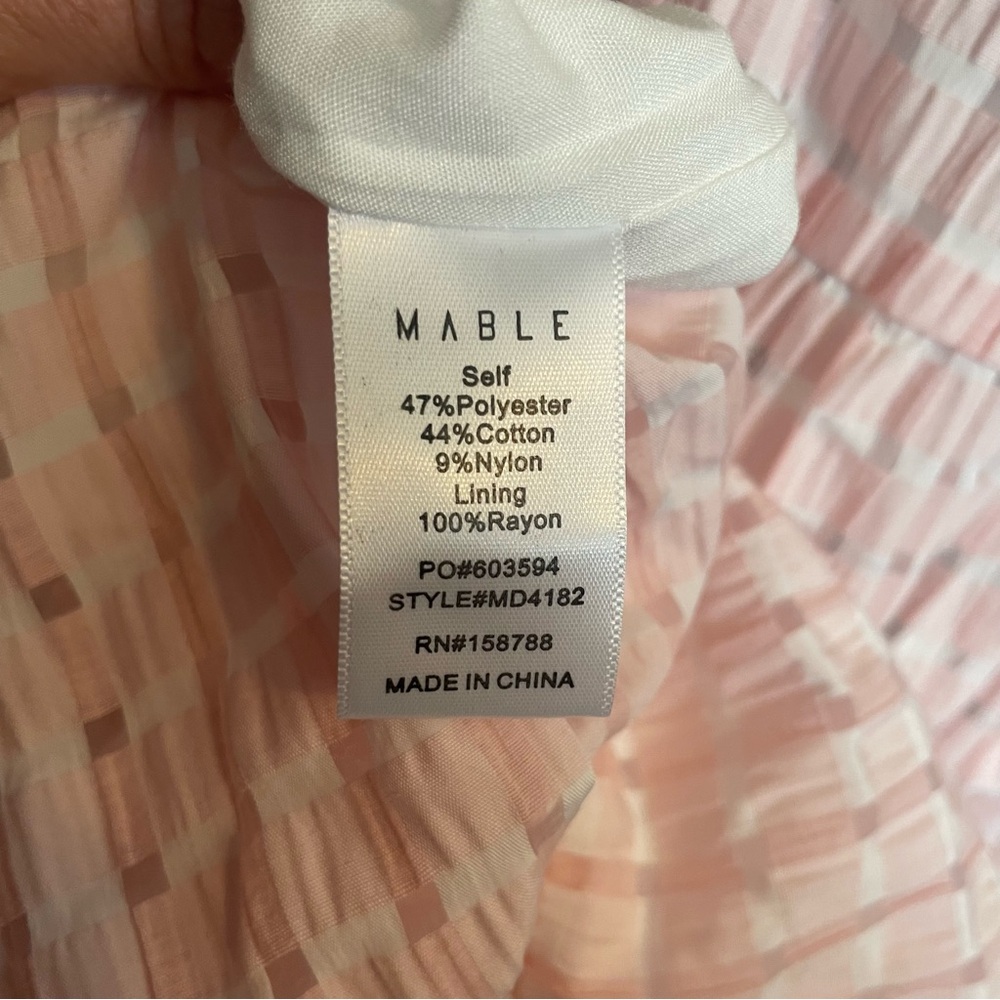 MABLE
Self
47%Polyester
44%Cotton
9%Nylon
Lining
100%Rayon
PO#603594
STYLE#MD4182
RN#158788
MADE IN CHINA